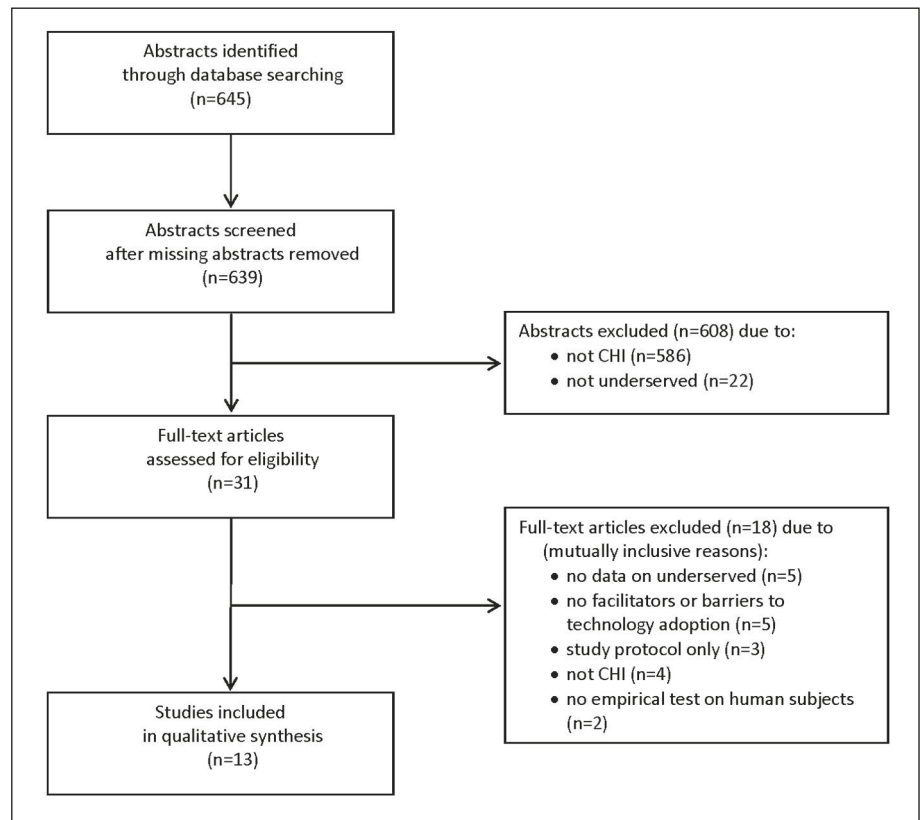 Abstracts identified
through database searching
(n=645)
Abstracts screened
after missing abstracts removed
(n=639)
Abstracts excluded (n=608) due to:
• not CHI (n=586)
• not underserved (n=22)
Full-text articles
assessed for eligibility
(n=31)
Full-text articles excluded (n=18) due to
(mutually inclusive reasons):
• no data on underserved (n=5)
• no facilitators or barriers to
technology adoption (n=5)
• study protocol only (n=3)
• not CHI (n=4)
• no empirical test on human subjects
(n=2)
Studies included
in qualitative synthesis
(n=13)